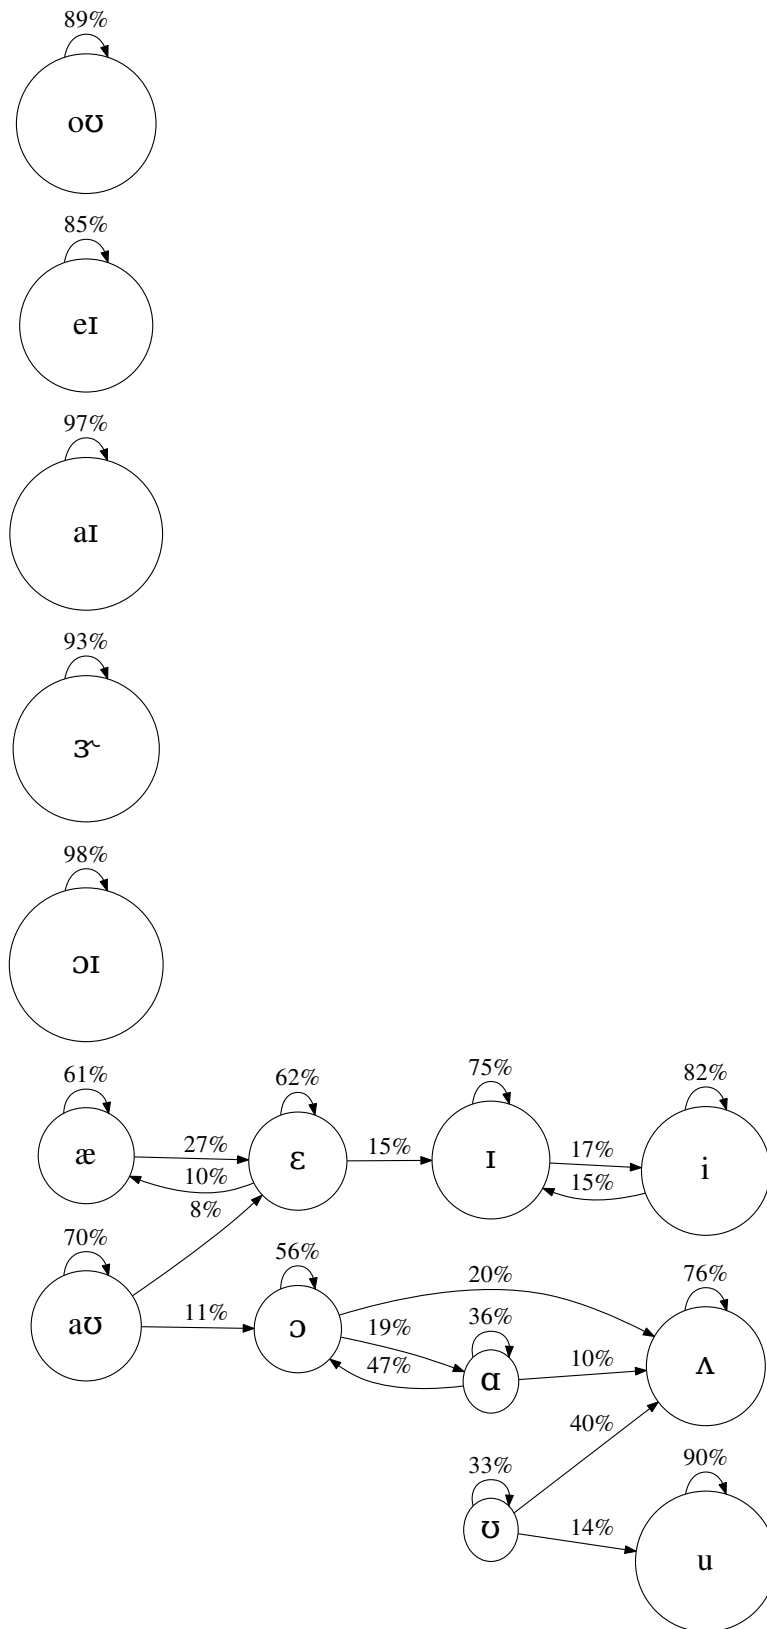 89%
oʊ
85%
eɪ
97%
aɪ
93%
ɝ
98%
ɔɪ
61% 62% 75% 82%
æ 27% ɛ 15% ɪ 17% i
10% 15%
8%
70% 56% 20% 76%
aʊ 11% ɔ 19% 36% ʌ
47% ɑ 10%
40%
33% 90%
ʊ 14% u